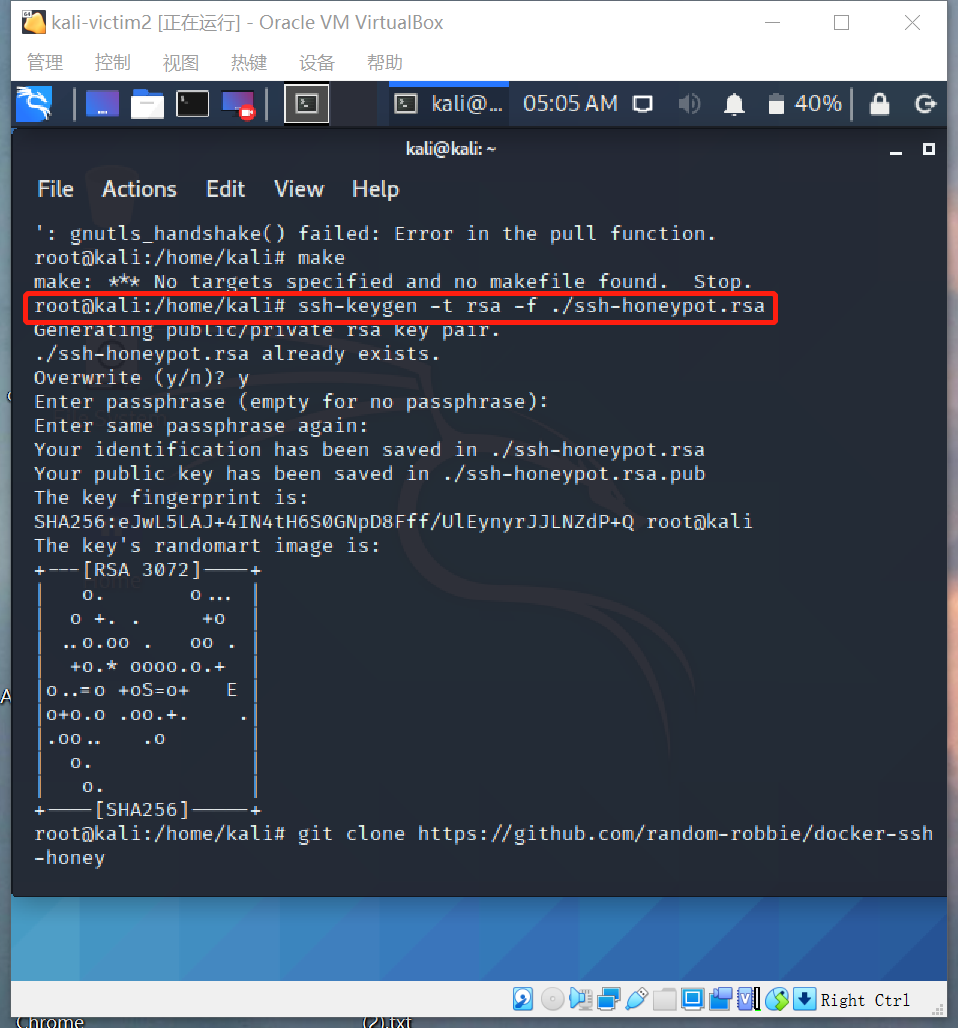 kali-victim2 [正在运行] - Oracle VM VirtualBox
管理 控制 视图 热键 设备 帮助
kali@... 05:05 AM 40%
kali@kali: ~
File Actions Edit View Help
': gnutls_handshake() failed: Error in the pull function.
root@kali:/home/kali# make
make: *** No targets specified and no makefile found.  Stop.
root@kali:/home/kali# ssh-keygen -t rsa -f ./ssh-honeypot.rsa
Generating public/private rsa key pair.
./ssh-honeypot.rsa already exists.
Overwrite (y/n)? y
Enter passphrase (empty for no passphrase):
Enter same passphrase again:
Your identification has been saved in ./ssh-honeypot.rsa
Your public key has been saved in ./ssh-honeypot.rsa.pub
The key fingerprint is:
SHA256:eJwL5LAJ+4IN4tH6S0GNpD8Fff/UlEynyrJJLNZdP+Q root@kali
The key's randomart image is:
+---[RSA 3072]----+
|   o.       o... |
|  o +. .     +o  |
| ..o.oo .   oo . |
|  +o.* oooo.o.+  |
|o..=o +oS=o+   E |
|o+o.o .oo.+.    .|
|.oo..   .o       |
|  o.             |
|   o.            |
+----[SHA256]-----+
root@kali:/home/kali# git clone https://github.com/random-robbie/docker-ssh
-honey
Right Ctrl
Chrome
(2).txt